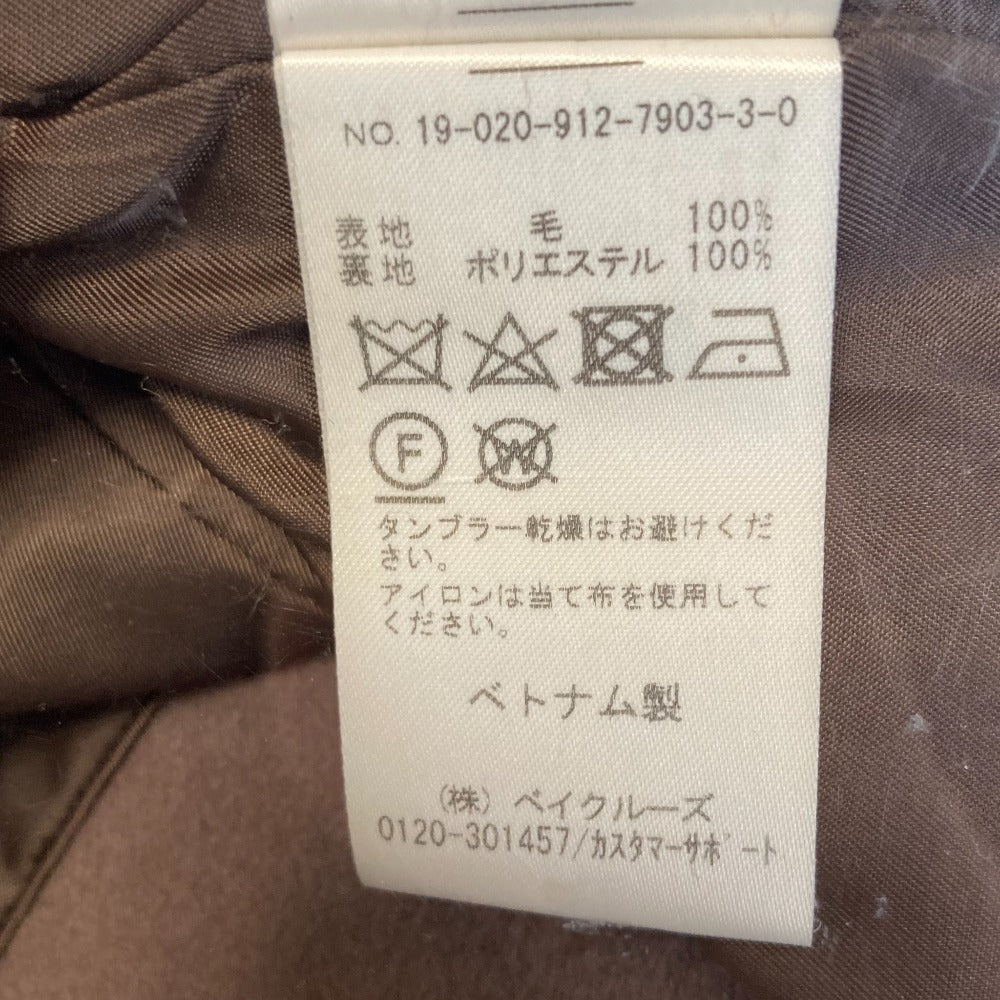 NO. 19-020-912-7903-3-0
表地 毛 100%
裏地 ポリエステル 100%
F W
タンブラー乾燥はお避けくだ
さい。
アイロンは当て布を使用して
ください。
ベトナム製
(株) ベイクルーズ
0120-301457/カスタマーサポート